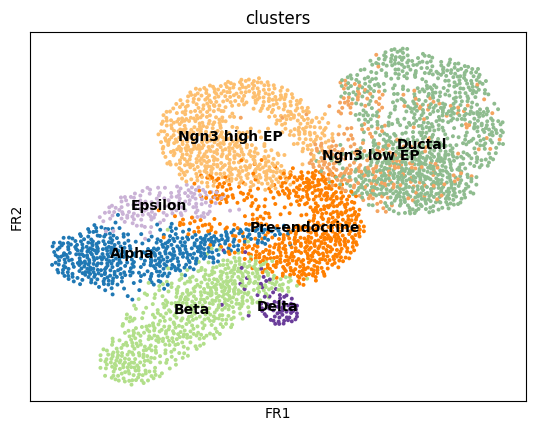 clusters
Ngn3 high EP
Ductal
Ngn3 low EP
Epsilon
Pre-endocrine
Alpha
Beta
Delta
FR2
FR1